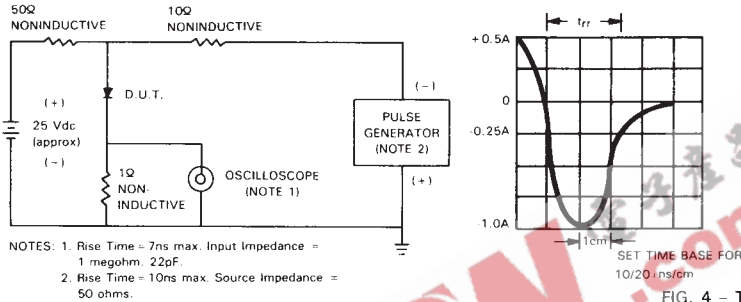 50Ω
NONINDUCTIVE
10Ω
NONINDUCTIVE
(+)
25 Vdc
(approx)
(−)
D.U.T.
1Ω
NON-
INDUCTIVE
OSCILLOSCOPE
(NOTE 1)
(−)
PULSE
GENERATOR
(NOTE 2)
(+)
NOTES: 1. Rise Time = 7ns max. Input Impedance =
1 megohm. 22pF.
2. Rise Time = 10ns max. Source Impedance =
50 ohms.
trr
+0.5A
0
-0.25A
-1.0A
1cm
SET TIME BASE FOR
10/20 ns/cm
FIG. 4 – T